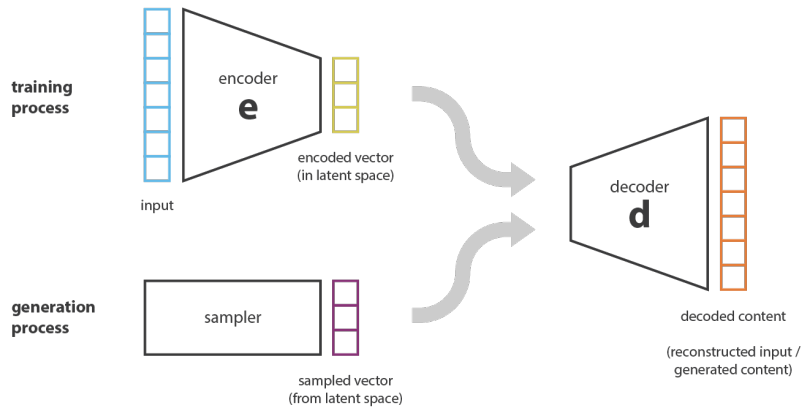 training
process
encoder
e
encoded vector
(in latent space)
input
decoder
d
generation
process
sampler
sampled vector
(from latent space)
decoded content
(reconstructed input /
generated content)